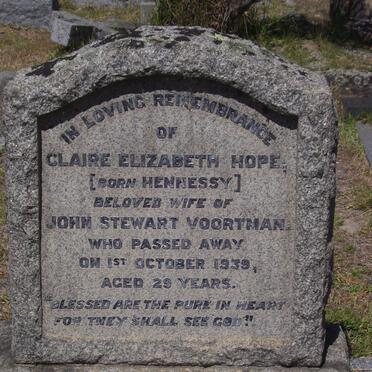 IN LOVING REMEMBRANCE
OF
CLAIRE ELIZABETH HOPE,
[BORN HENNESSY]
BELOVED WIFE OF
JOHN STEWART VOORTMAN.
WHO PASSED AWAY
ON 1ST OCTOBER 1939,
AGED 29 YEARS.
"BLESSED ARE THE PURE IN HEART
FOR THEY SHALL SEE GOD".